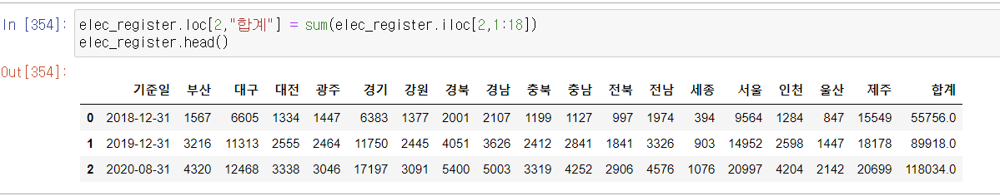 In [354]: elec_register.loc[2,"합계"] = sum(elec_register.iloc[2,1:18])
elec_register.head()
Out[354]:
기준일 부산 대구 대전 광주 경기 강원 경북 경남 충북 충남 전북 전남 세종 서울 인천 울산 제주 합계
0 2018-12-31 1567 6605 1334 1447 6383 1377 2001 2107 1199 1127 997 1974 394 9564 1284 847 15549 55756.0
1 2019-12-31 3216 11313 2555 2464 11750 2445 4051 3626 2412 2841 1841 3326 903 14952 2598 1447 18178 89918.0
2 2020-08-31 4320 12468 3338 3046 17197 3091 5400 5003 3319 4252 2906 4576 1076 20997 4204 2142 20699 118034.0